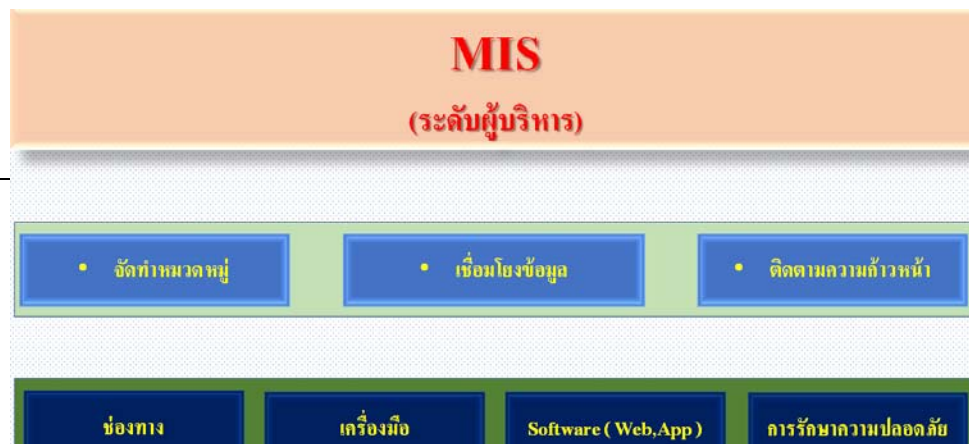 MIS
(ระดับผู้บริหาร)
• จัดทำหมวดหมู่
• เชื่อมโยงข้อมูล
• ติดตามความก้าวหน้า
ช่องทาง
เครื่องมือ
Software ( Web,App )
การรักษาความปลอดภัย